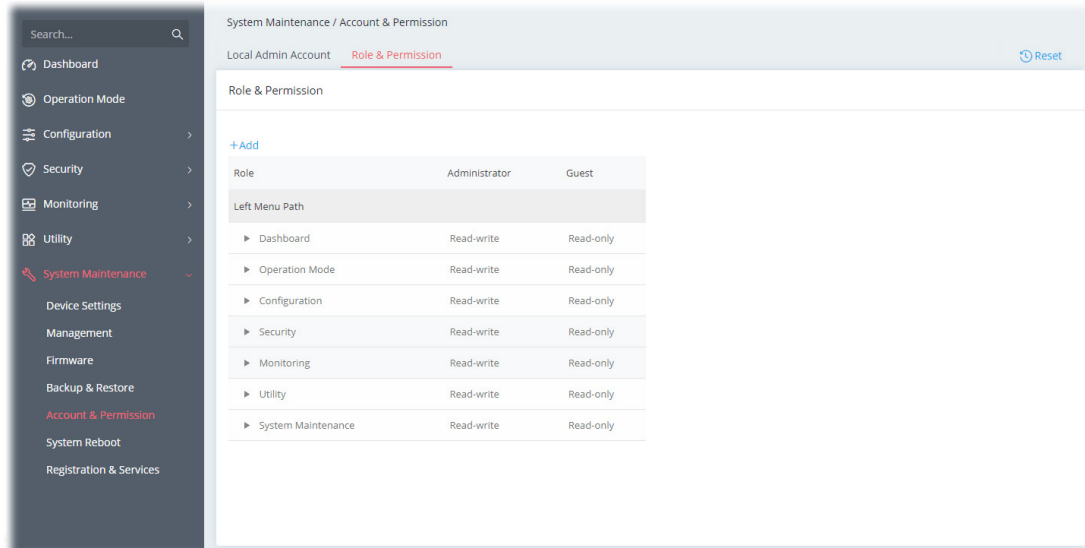 Search...
Dashboard
Operation Mode
Configuration
Security
Monitoring
Utility
System Maintenance
Device Settings
Management
Firmware
Backup & Restore
Account & Permission
System Reboot
Registration & Services
System Maintenance / Account & Permission
Local Admin Account Role & Permission Reset
Role & Permission
+Add
Role Administrator Guest
Left Menu Path
Dashboard Read-write Read-only
Operation Mode Read-write Read-only
Configuration Read-write Read-only
Security Read-write Read-only
Monitoring Read-write Read-only
Utility Read-write Read-only
System Maintenance Read-write Read-only